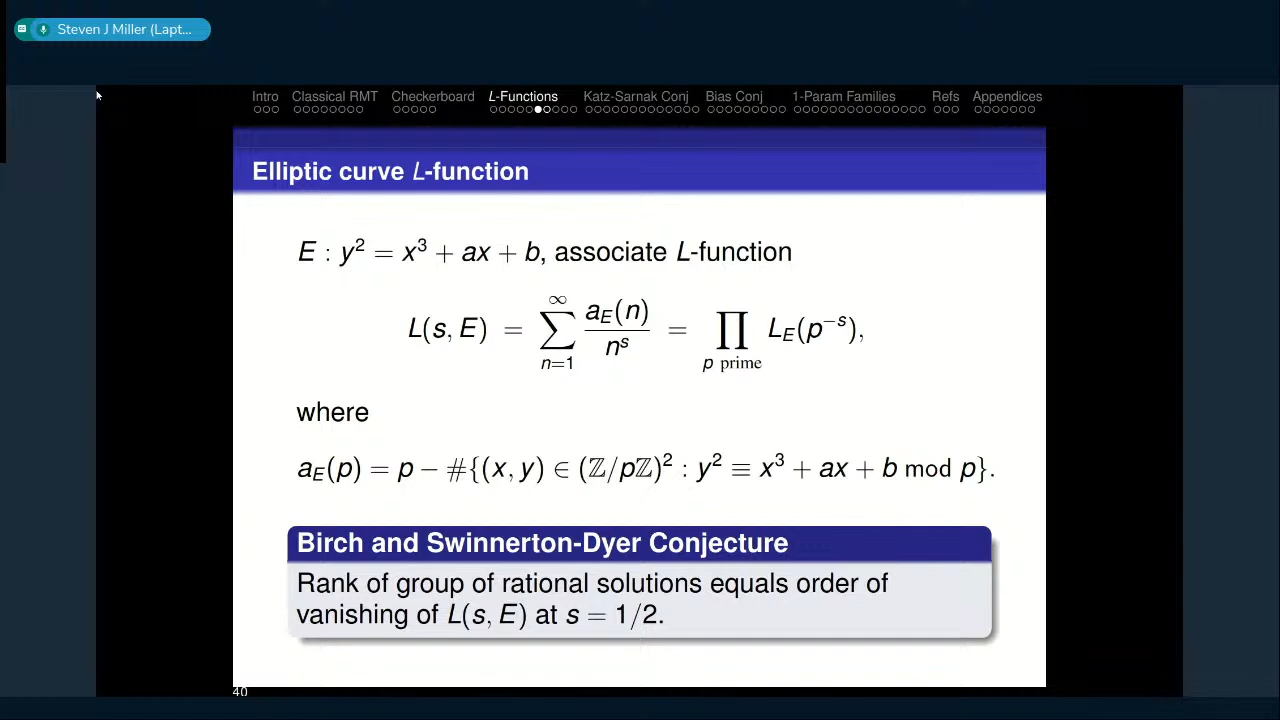 Steven J Miller (Lapt...
Intro Classical RMT Checkerboard L-Functions Katz-Sarnak Conj Bias Conj 1-Param Families Refs Appendices
Elliptic curve L-function
E : y² = x³ + ax + b, associate L-function
L(s, E) = ∑_{n=1}^{∞} a_E(n)/n^s = ∏_{p prime} L_E(p^{−s}),
where
a_E(p) = p − #{(x, y) ∈ (ℤ/pℤ)² : y² ≡ x³ + ax + b mod p}.
Birch and Swinnerton-Dyer Conjecture
Rank of group of rational solutions equals order of
vanishing of L(s, E) at s = 1/2.
40